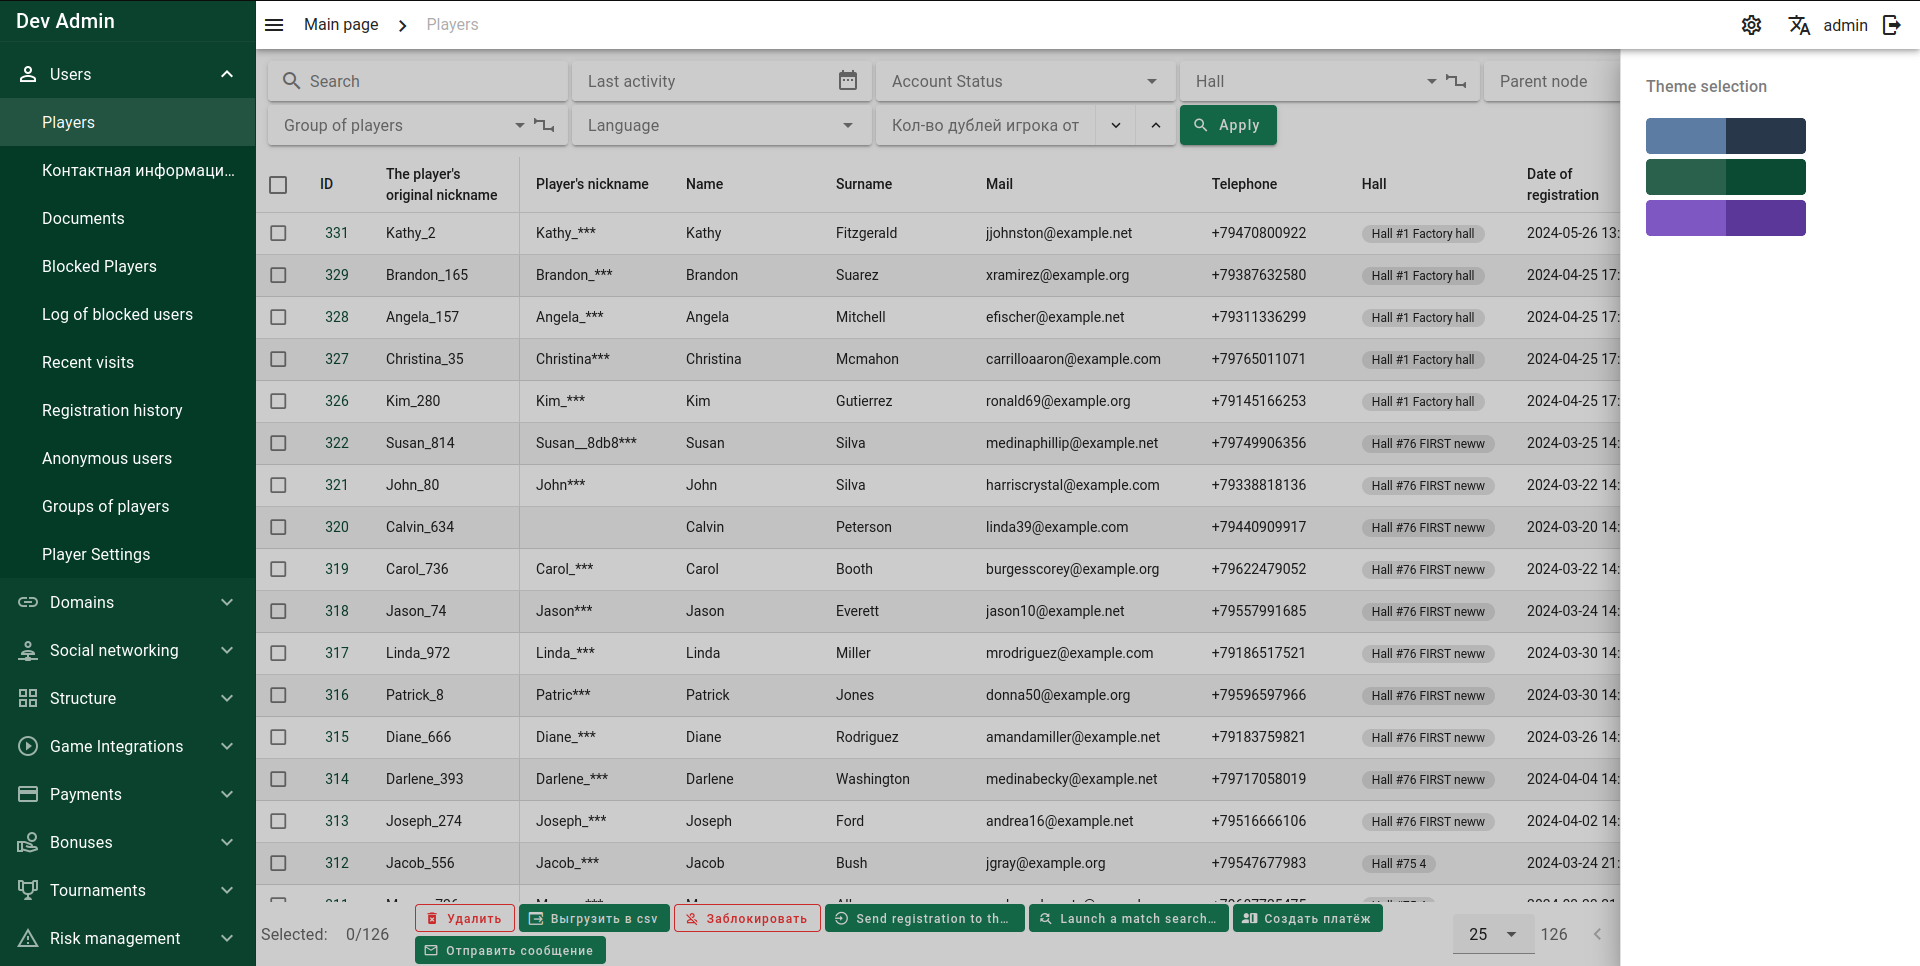 Dev Admin
Main page
Players
admin
Users
Players
Контактная информаци...
Documents
Blocked Players
Log of blocked users
Recent visits
Registration history
Anonymous users
Groups of players
Player Settings
Domains
Social networking
Structure
Game Integrations
Payments
Bonuses
Tournaments
Risk management
Search
Last activity
Account Status
Hall
Parent node
Group of players
Language
Кол-во дублей игрока от
Apply
ID
The player's
original nickname
Player's nickname
Name
Surname
Mail
Telephone
Hall
Date of
registration
331 Kathy_2 Kathy_*** Kathy Fitzgerald jjohnston@example.net +79470800922 Hall #1 Factory hall 2024-05-26 13:
329 Brandon_165 Brandon_*** Brandon Suarez xramirez@example.org +79387632580 Hall #1 Factory hall 2024-04-25 17:
328 Angela_157 Angela_*** Angela Mitchell efischer@example.net +79311336299 Hall #1 Factory hall 2024-04-25 17:
327 Christina_35 Christina*** Christina Mcmahon carrilloaaron@example.com +79765011071 Hall #1 Factory hall 2024-04-25 17:
326 Kim_280 Kim_*** Kim Gutierrez ronald69@example.org +79145166253 Hall #1 Factory hall 2024-04-25 17:
322 Susan_814 Susan__8db8*** Susan Silva medinaphillip@example.net +79749906356 Hall #76 FIRST neww 2024-03-25 14:
321 John_80 John*** John Silva harriscrystal@example.com +79338818136 Hall #76 FIRST neww 2024-03-22 14:
320 Calvin_634 Calvin Peterson linda39@example.com +79440909917 Hall #76 FIRST neww 2024-03-20 14:
319 Carol_736 Carol_*** Carol Booth burgesscorey@example.org +79622479052 Hall #76 FIRST neww 2024-03-22 14:
318 Jason_74 Jason*** Jason Everett jason10@example.net +79557991685 Hall #76 FIRST neww 2024-03-24 14:
317 Linda_972 Linda_*** Linda Miller mrodriguez@example.com +79186517521 Hall #76 FIRST neww 2024-03-30 14:
316 Patrick_8 Patric*** Patrick Jones donna50@example.org +79596597966 Hall #76 FIRST neww 2024-03-30 14:
315 Diane_666 Diane_*** Diane Rodriguez amandamiller@example.net +79183759821 Hall #76 FIRST neww 2024-03-26 14:
314 Darlene_393 Darlene_*** Darlene Washington medinabecky@example.net +79717058019 Hall #76 FIRST neww 2024-04-04 14:
313 Joseph_274 Joseph_*** Joseph Ford andrea16@example.net +79516666106 Hall #76 FIRST neww 2024-04-02 14:
312 Jacob_556 Jacob_*** Jacob Bush jgray@example.org +79547677983 Hall #75 4 2024-03-24 21:
Selected: 0/126
Удалить
Выгрузить в csv
Заблокировать
Send registration to th...
Launch a match search...
Создать платёж
Отправить сообщение
25
126
Theme selection